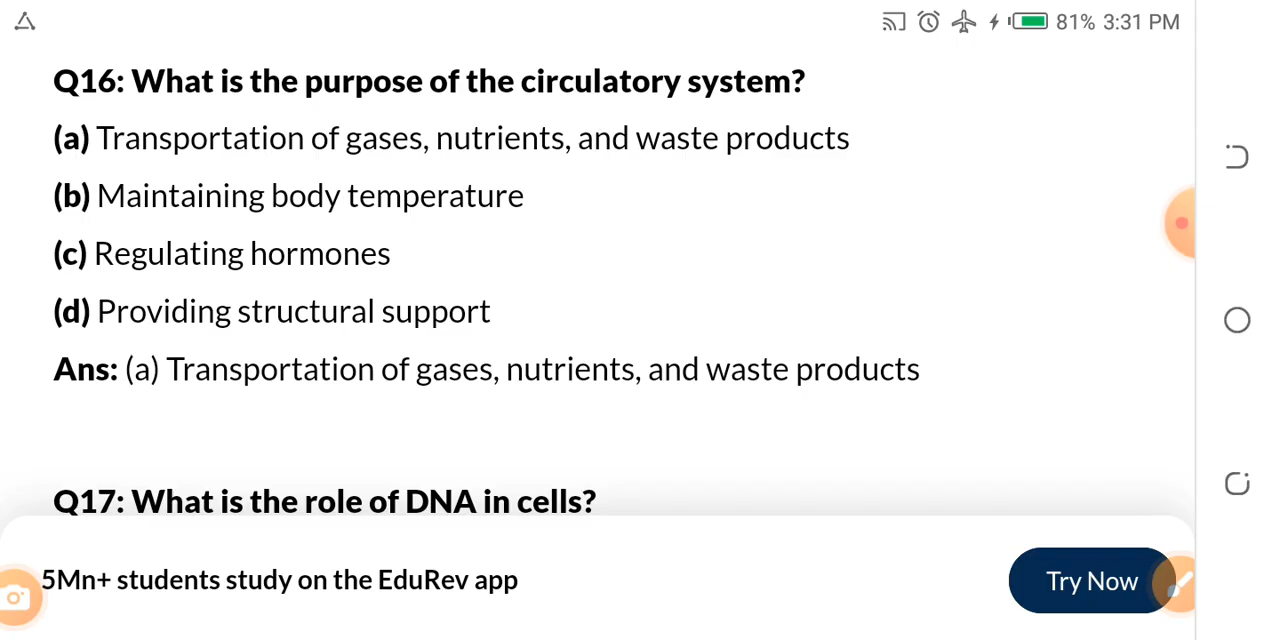 81% 3:31 PM
Q16: What is the purpose of the circulatory system?
(a) Transportation of gases, nutrients, and waste products
(b) Maintaining body temperature
(c) Regulating hormones
(d) Providing structural support
Ans: (a) Transportation of gases, nutrients, and waste products
Q17: What is the role of DNA in cells?
5Mn+ students study on the EduRev app
Try Now